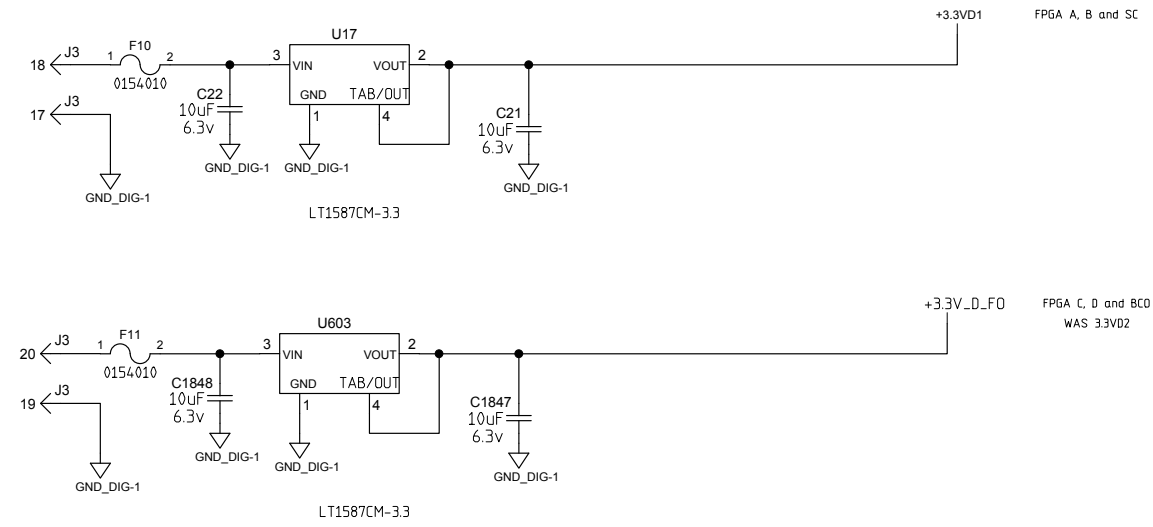 +3.3VD1 FPGA A, B and SC
18 J3 1 F10 2 3 U17 2
VIN VOUT
0154010
GND TAB/OUT
C22
10uF
6.3v
1 4
C21
10uF
6.3v
17 J3
GND_DIG-1 GND_DIG-1 GND_DIG-1
GND_DIG-1
LT1587CM-3.3
+3.3V_D_FO FPGA C, D and BCO
WAS 3.3VD2
20 J3 1 F11 2 3 U603 2
VIN VOUT
0154010
GND TAB/OUT
C1848
10uF
6.3v
1 4
C1847
10uF
6.3v
19 J3
GND_DIG-1 GND_DIG-1 GND_DIG-1
GND_DIG-1
LT1587CM-3.3